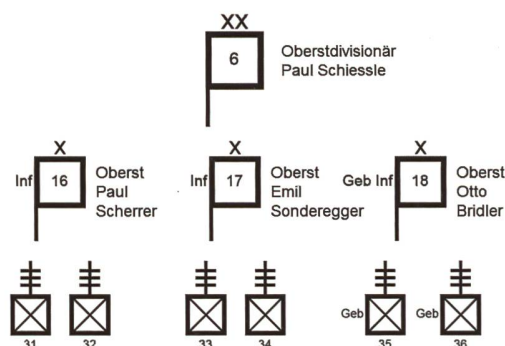 XX
6
Oberstdivisionär
Paul Schiessle
X
Inf
16
Oberst
Paul
Scherrer
X
Inf
17
Oberst
Emil
Sonderegger
X
Geb Inf
18
Oberst
Otto
Bridler
31
32
33
34
Geb
35
Geb
36